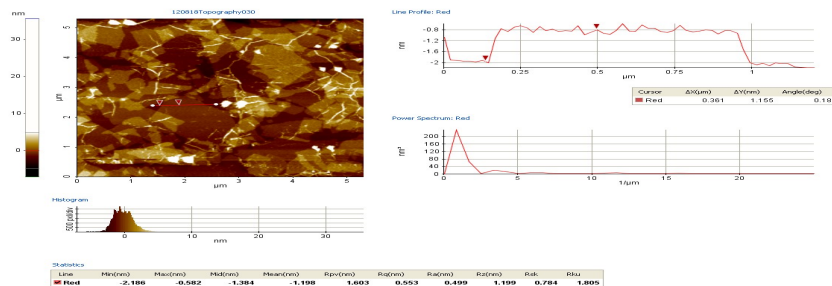 120818Topography030
nm
30
20
10
0
µm
5
4
3
2
1
0
0 1 2 3 4 5
µm
Histogram
500 pxl/div
0 10 20 30
nm
Line Profile: Red
nm
-0.8
-1.2
-1.6
-2
0 0.25 0.5 0.75 1
µm
Cursor ΔX(µm) ΔY(nm) Angle(deg)
Red 0.361 1.155 0.18
Power Spectrum: Red
nm²
200
160
120
80
40
0
0 5 10 15 20
1/µm
Statistics
Line Min(nm) Max(nm) Mid(nm) Mean(nm) Rpv(nm) Rq(nm) Ra(nm) Rz(nm) Rsk Rku
Red -2.186 -0.582 -1.384 -1.198 1.603 0.553 0.499 1.199 0.784 1.805